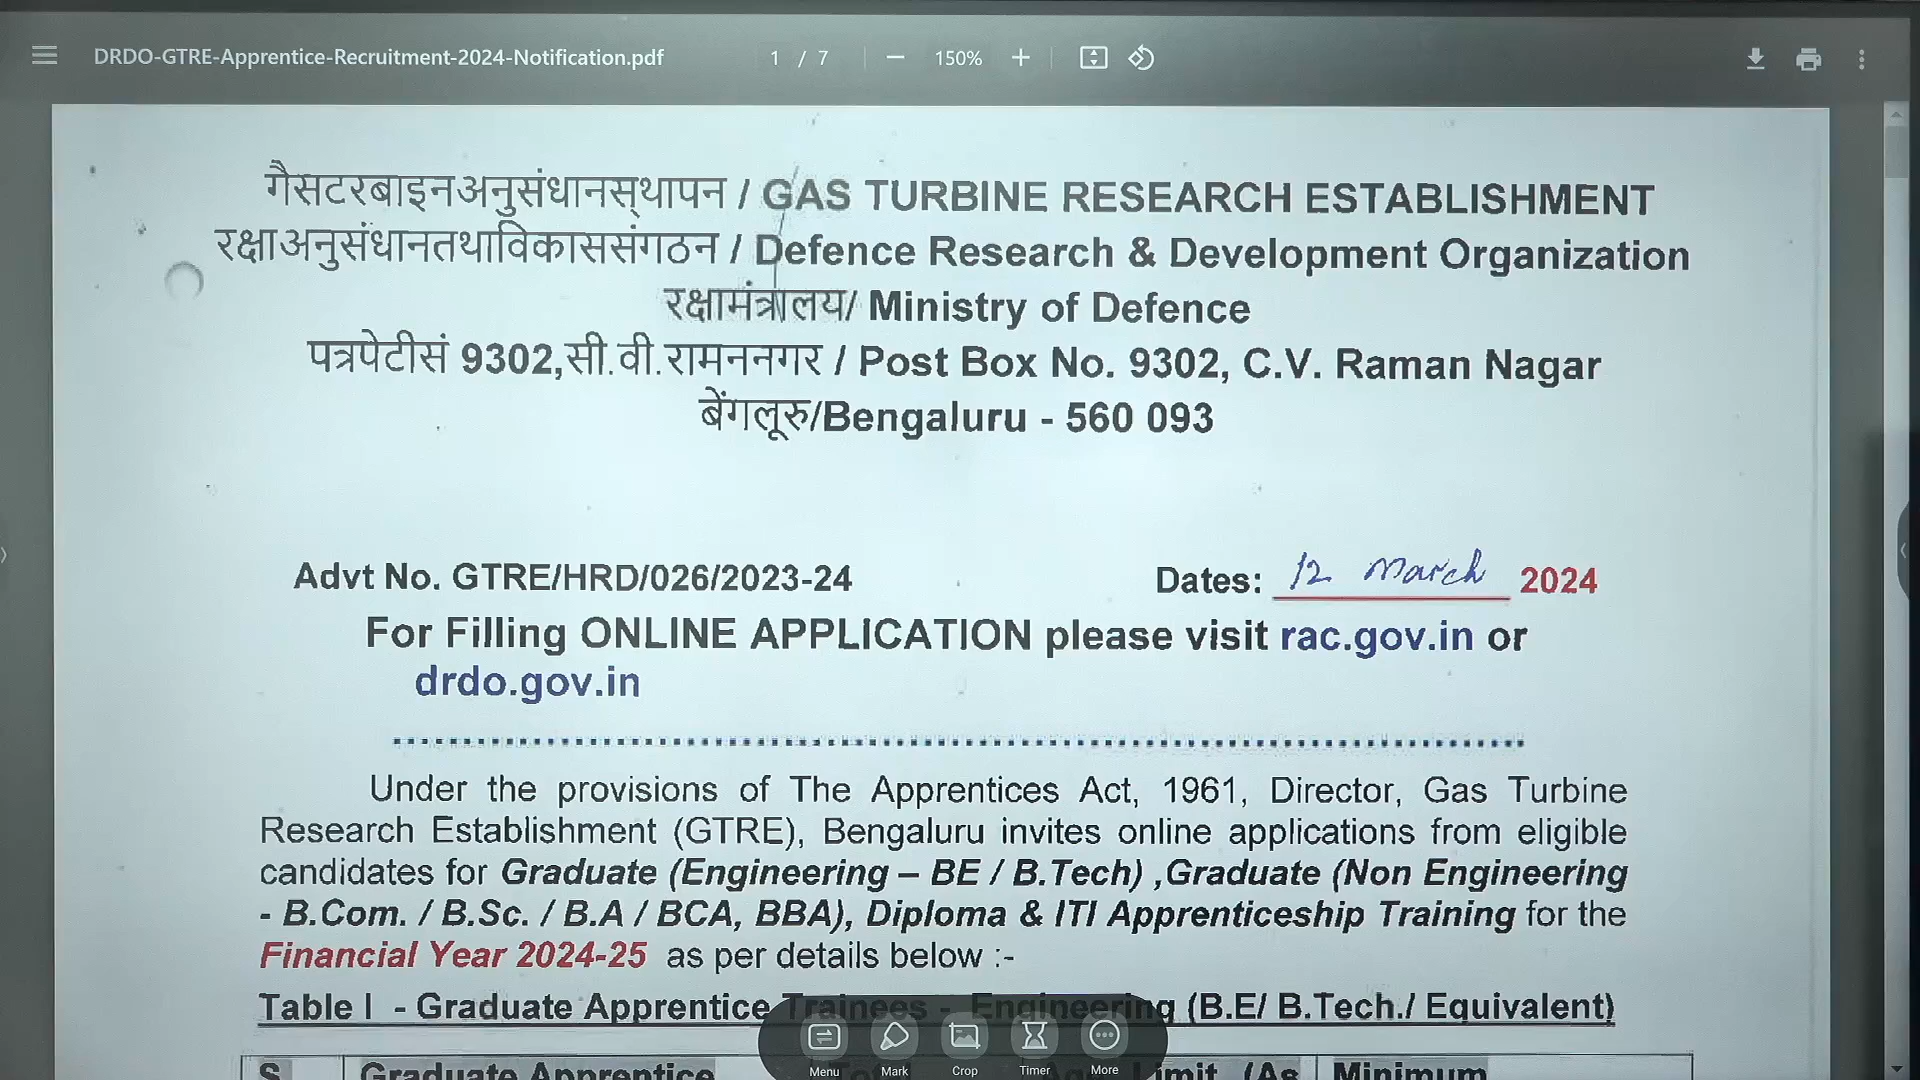 DRDO-GTRE-Apprentice-Recruitment-2024-Notification.pdf 1 / 7 150%
गैसटरबाइनअनुसंधानस्थापन / GAS TURBINE RESEARCH ESTABLISHMENT
रक्षाअनुसंधानतथाविकाससंगठन / Defence Research & Development Organization
रक्षामंत्रालय/ Ministry of Defence
पत्रपेटीसं 9302,सी.वी.रामननगर / Post Box No. 9302, C.V. Raman Nagar
बेंगलूरु/Bengaluru - 560 093
Advt No. GTRE/HRD/026/2023-24 Dates: 12 March 2024
For Filling ONLINE APPLICATION please visit rac.gov.in or
drdo.gov.in
Under the provisions of The Apprentices Act, 1961, Director, Gas Turbine
Research Establishment (GTRE), Bengaluru invites online applications from eligible
candidates for Graduate (Engineering – BE / B.Tech) ,Graduate (Non Engineering
- B.Com. / B.Sc. / B.A / BCA, BBA), Diploma & ITI Apprenticeship Training for the
Financial Year 2024-25 as per details below :-
Table I - Graduate Apprentice Trainees - Engineering (B.E/ B.Tech./ Equivalent)
S. Graduate Apprentice Limit (As Minimum
Menu Mark Crop Timer More